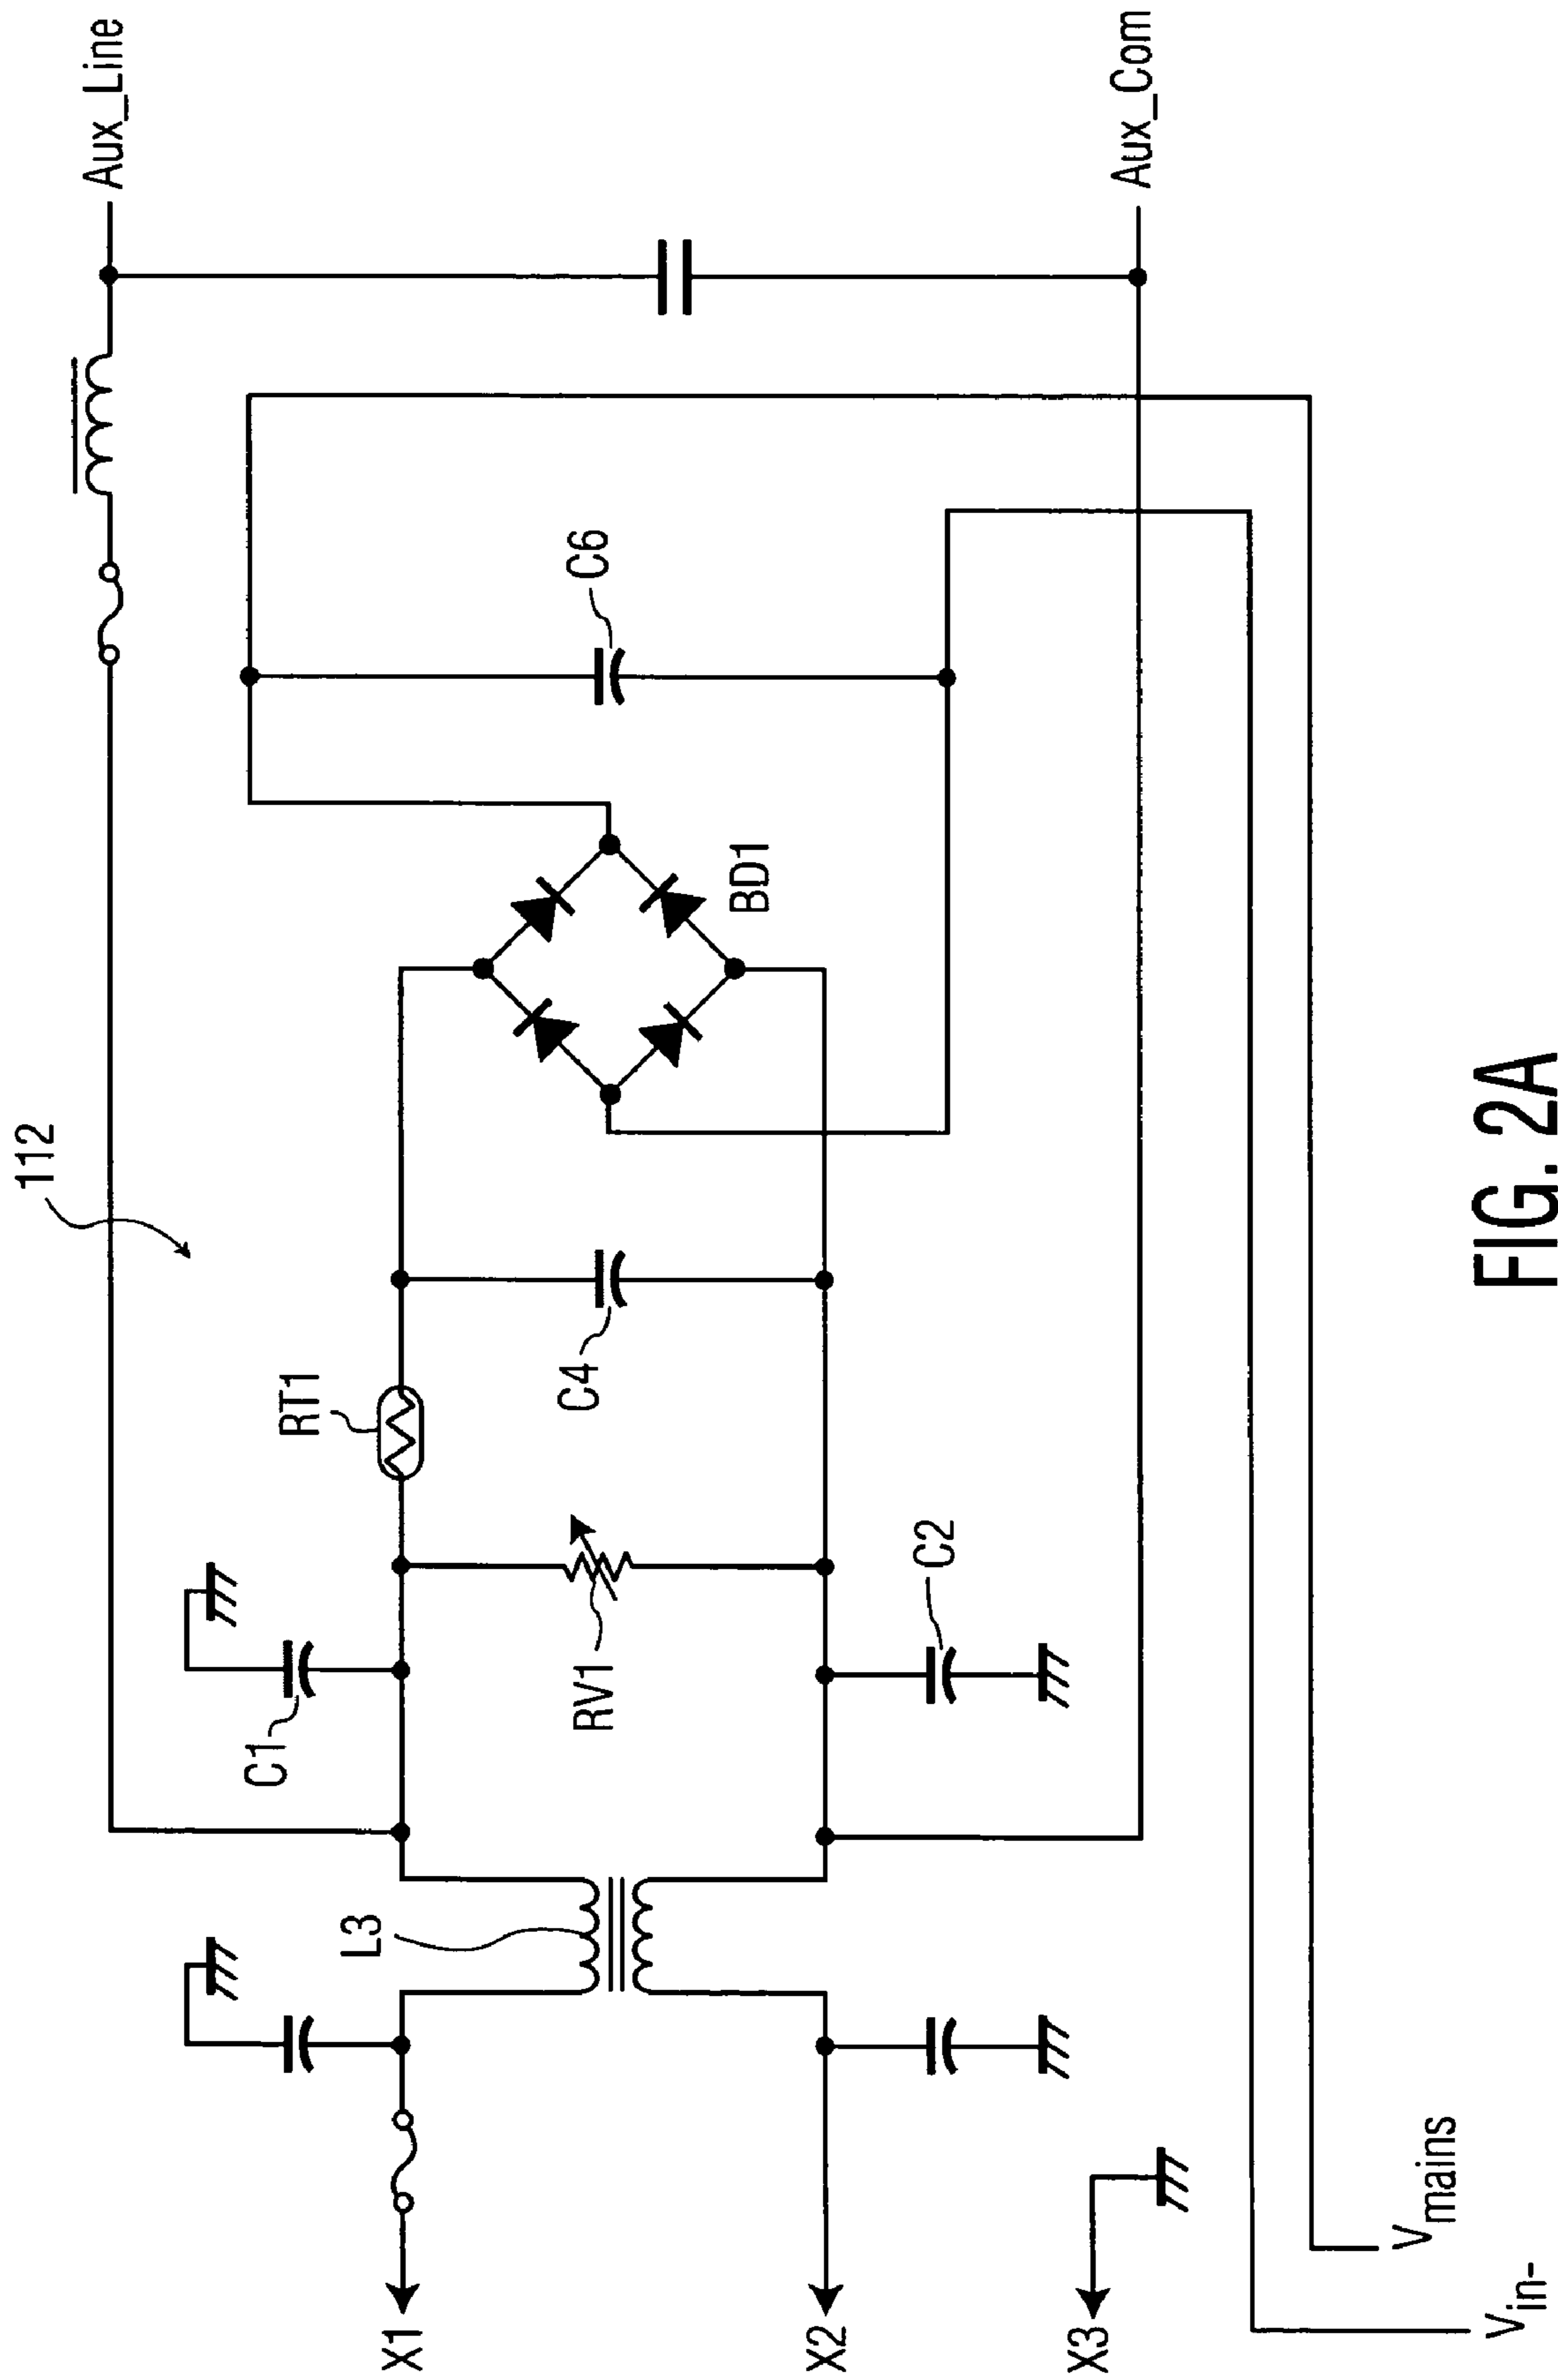 112
Aux_Line
C1
RT1
L3
RV1
C4
C6
BD1
C2
X1
X2
X3
Aux_Com
Vmains
Vin-
FIG. 2A